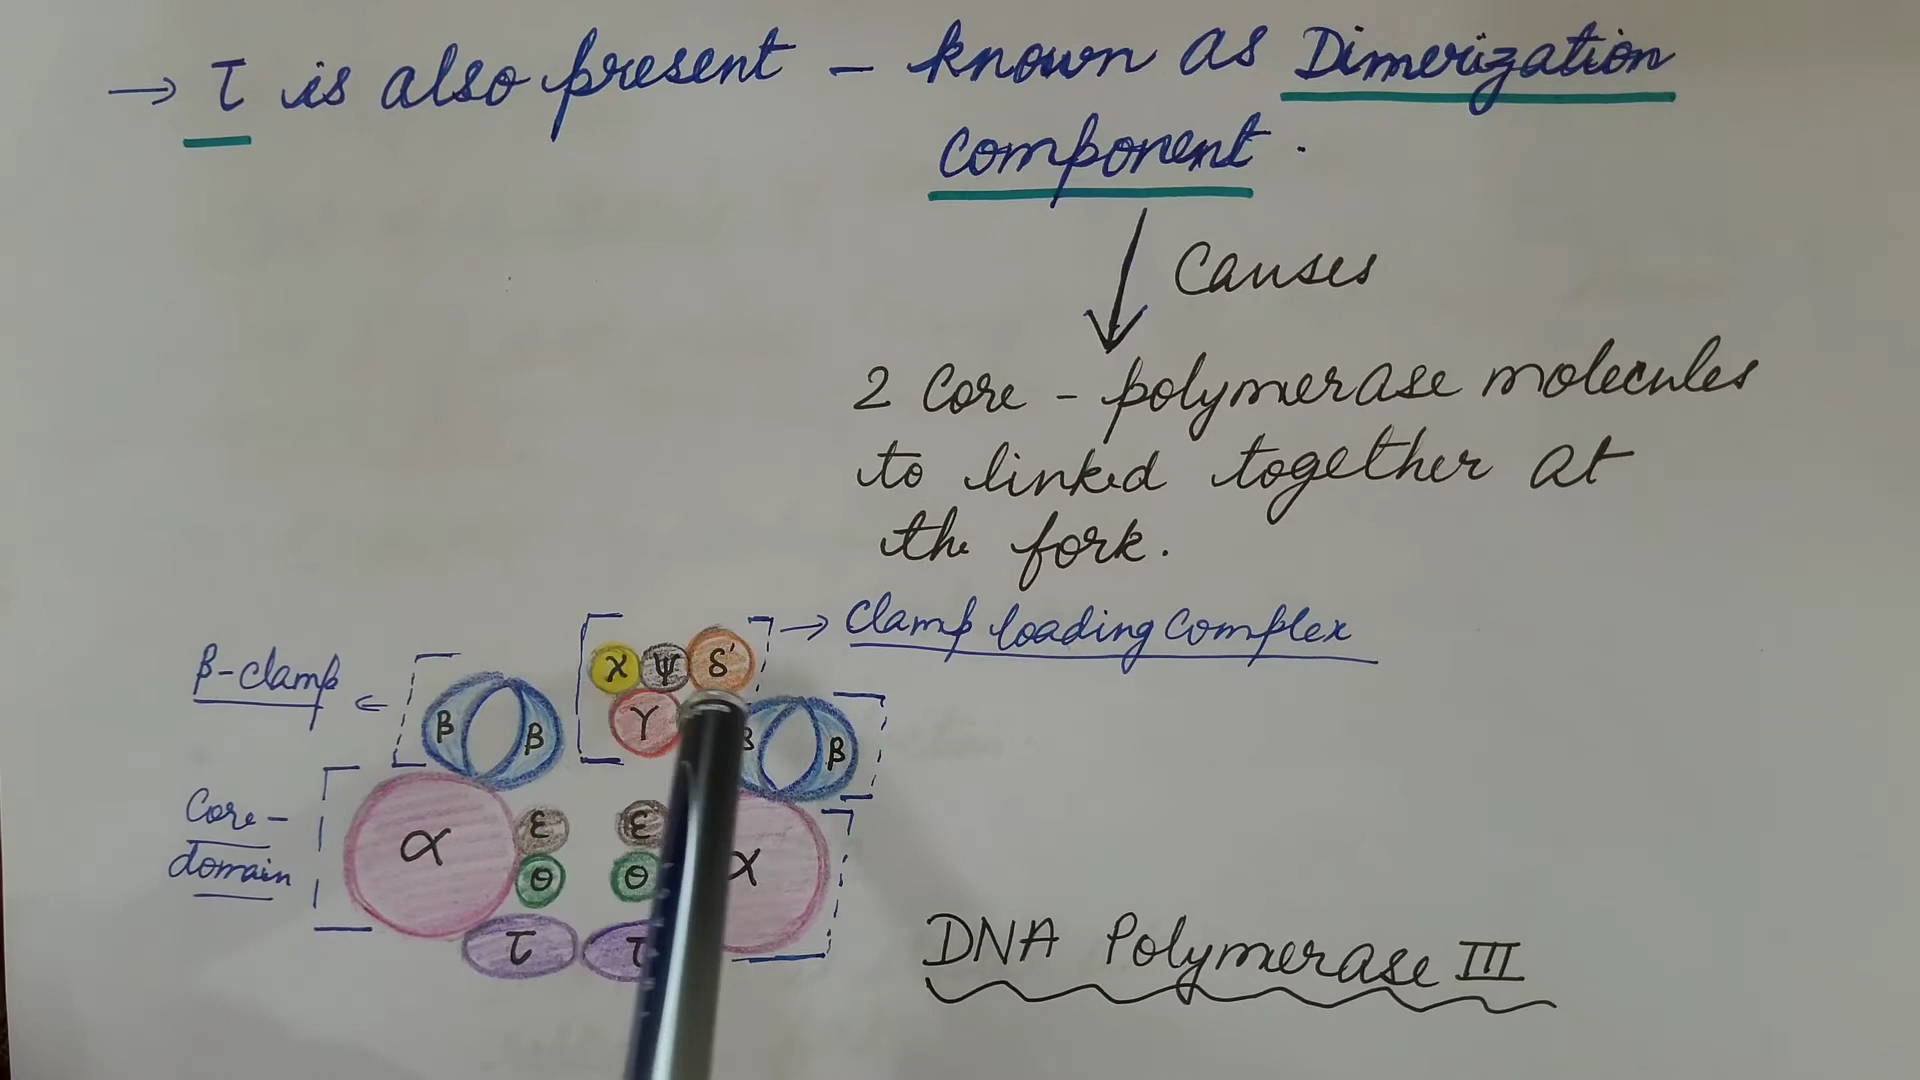 → τ is also present – known as Dimerization
component.
Causes
2 Core - polymerase molecules
to linked together at
the fork.
→ Clamp loading complex
β-clamp ←
χ ψ δ'
γ
β β
β
Core-
domain
α ε ε
θ θ
τ
DNA Polymerase III